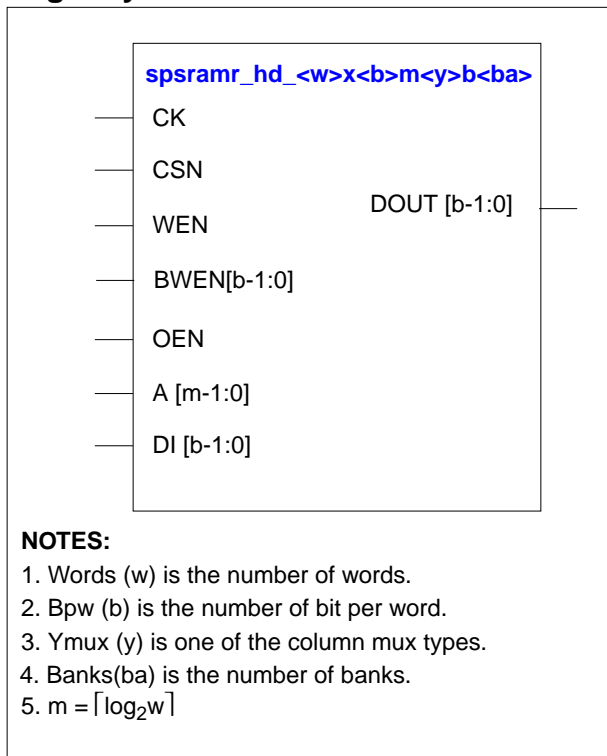 spsramr_hd_<w>x<b>m<y>b<ba>
CK
CSN
WEN
BWEN[b-1:0]
OEN
A [m-1:0]
DI [b-1:0]
DOUT [b-1:0]
NOTES:
1. Words (w) is the number of words.
2. Bpw (b) is the number of bit per word.
3. Ymux (y) is one of the column mux types.
4. Banks(ba) is the number of banks.
5. m = ⌈log₂w⌉